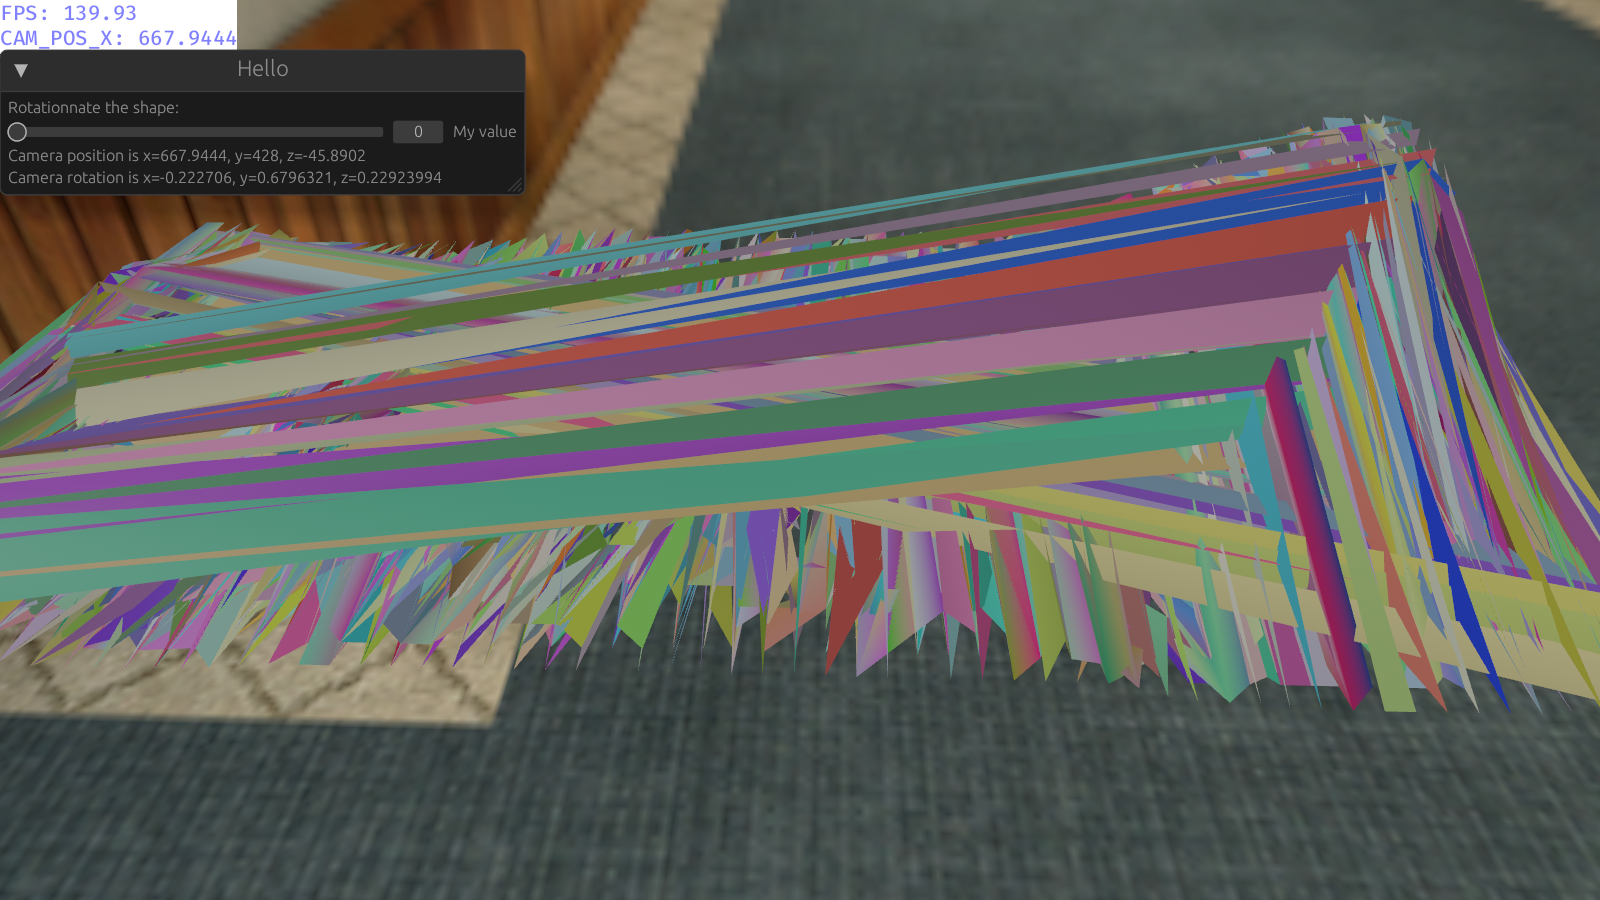 FPS: 139.93
CAM_POS_X: 667.9444
Hello
Rotationnate the shape:
0 My value
Camera position is x=667.9444, y=428, z=-45.8902
Camera rotation is x=-0.222706, y=0.6796321, z=0.22923994